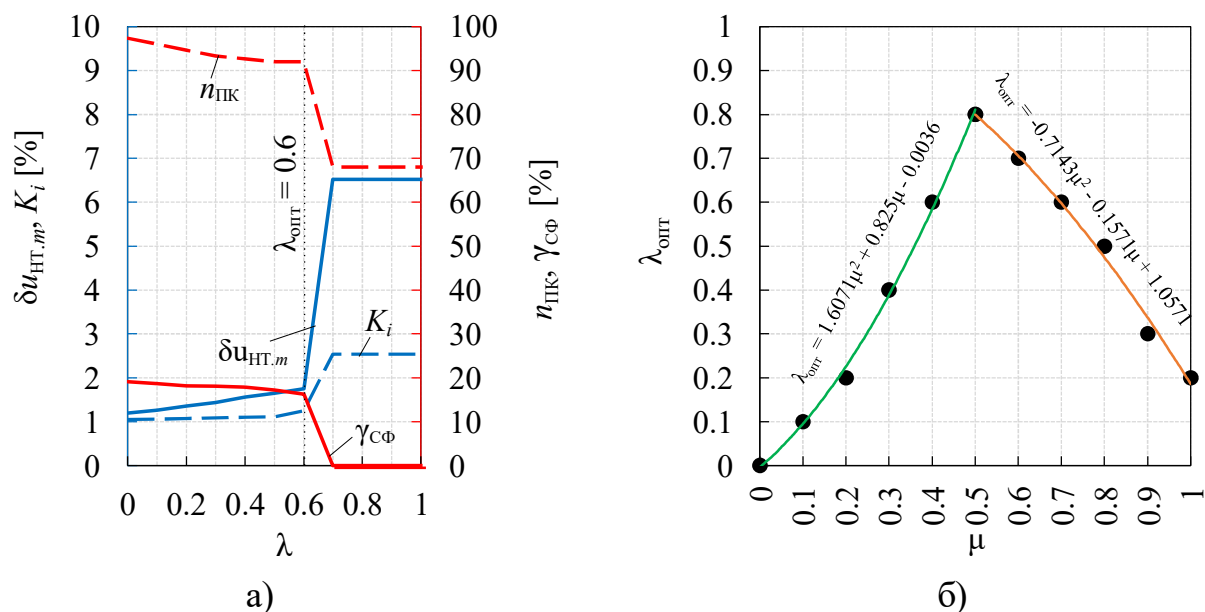 δu_НТ.m, K_i [%]
10
9
8
7
6
5
4
3
2
1
0
n_ПК
λ_опт = 0.6
K_i
δu_НТ.m
γ_СФ
100
90
80
70
60
50
40
30
20
10
0
n_ПК, γ_СФ [%]
0 0.2 0.4 0.6 0.8 1
λ
а)
λ_опт
1
0.9
0.8
0.7
0.6
0.5
0.4
0.3
0.2
0.1
0
λ_опт = 1.6071μ² + 0.825μ - 0.0036
λ_опт = -0.7143μ² - 0.1571μ + 1.0571
0 0.1 0.2 0.3 0.4 0.5 0.6 0.7 0.8 0.9 1
μ
б)